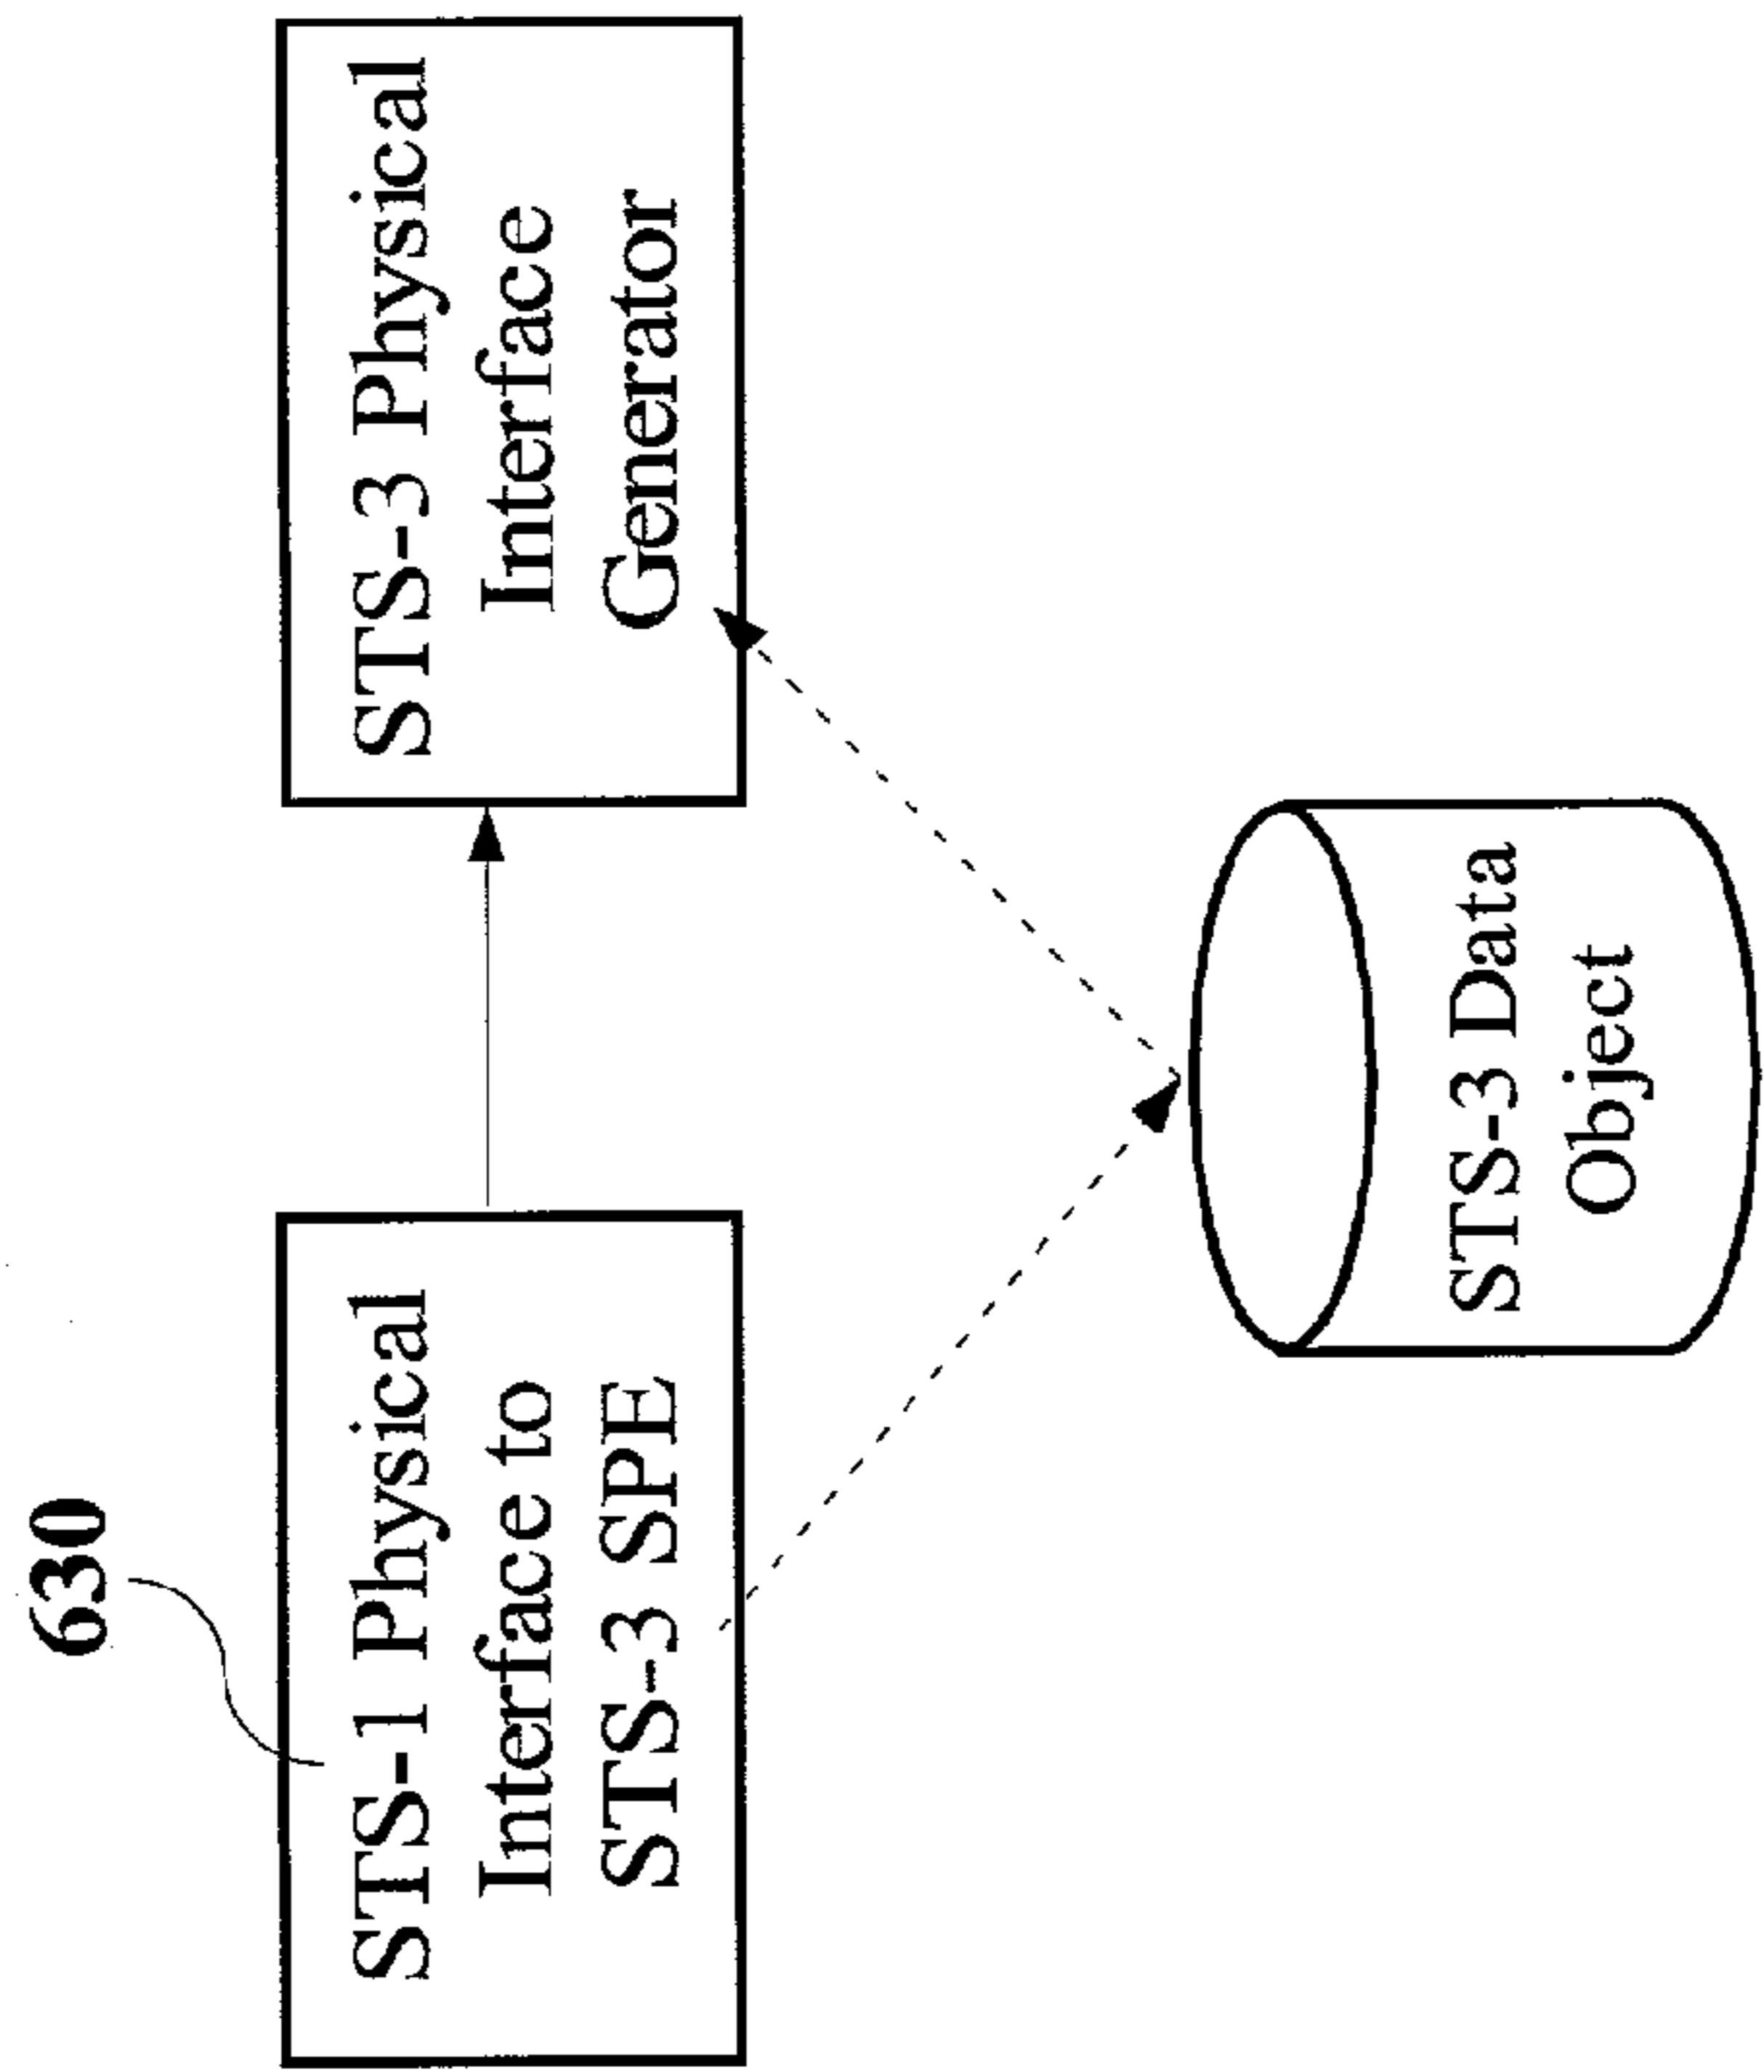 630
STS-1 Physical
Interface to
STS-3 SPE
STS-3 Physical
Interface
Generator
STS-3 Data
Object